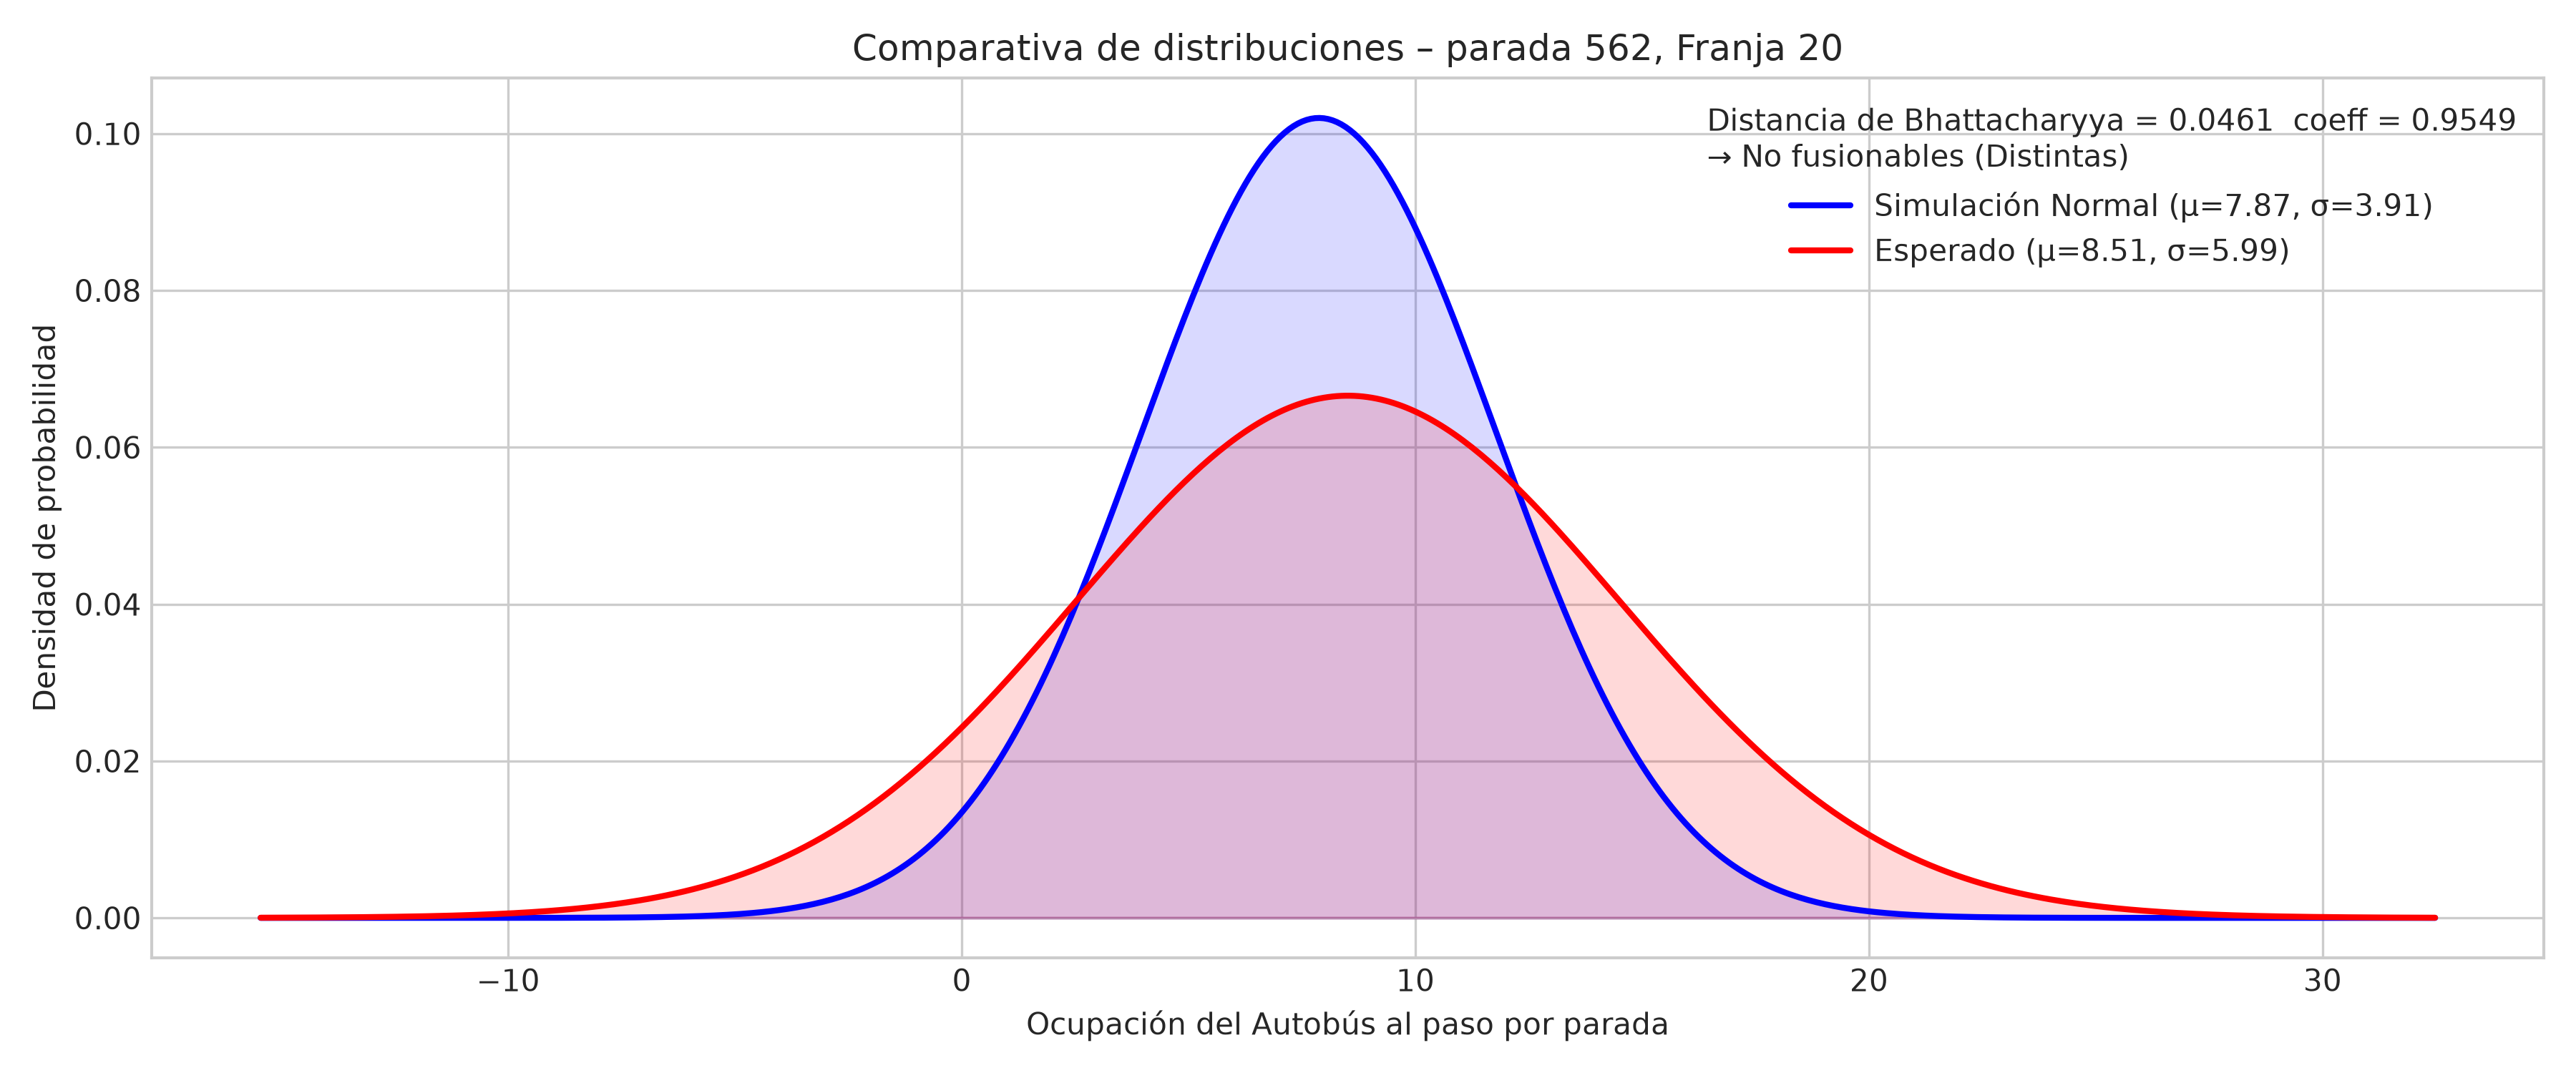 Comparativa de distribuciones – parada 562, Franja 20
Distancia de Bhattacharyya = 0.0461  coeff = 0.9549
→ No fusionables (Distintas)
Simulación Normal (μ=7.87, σ=3.91)
Esperado (μ=8.51, σ=5.99)
Densidad de probabilidad
0.10
0.08
0.06
0.04
0.02
0.00
−10 0 10 20 30
Ocupación del Autobús al paso por parada